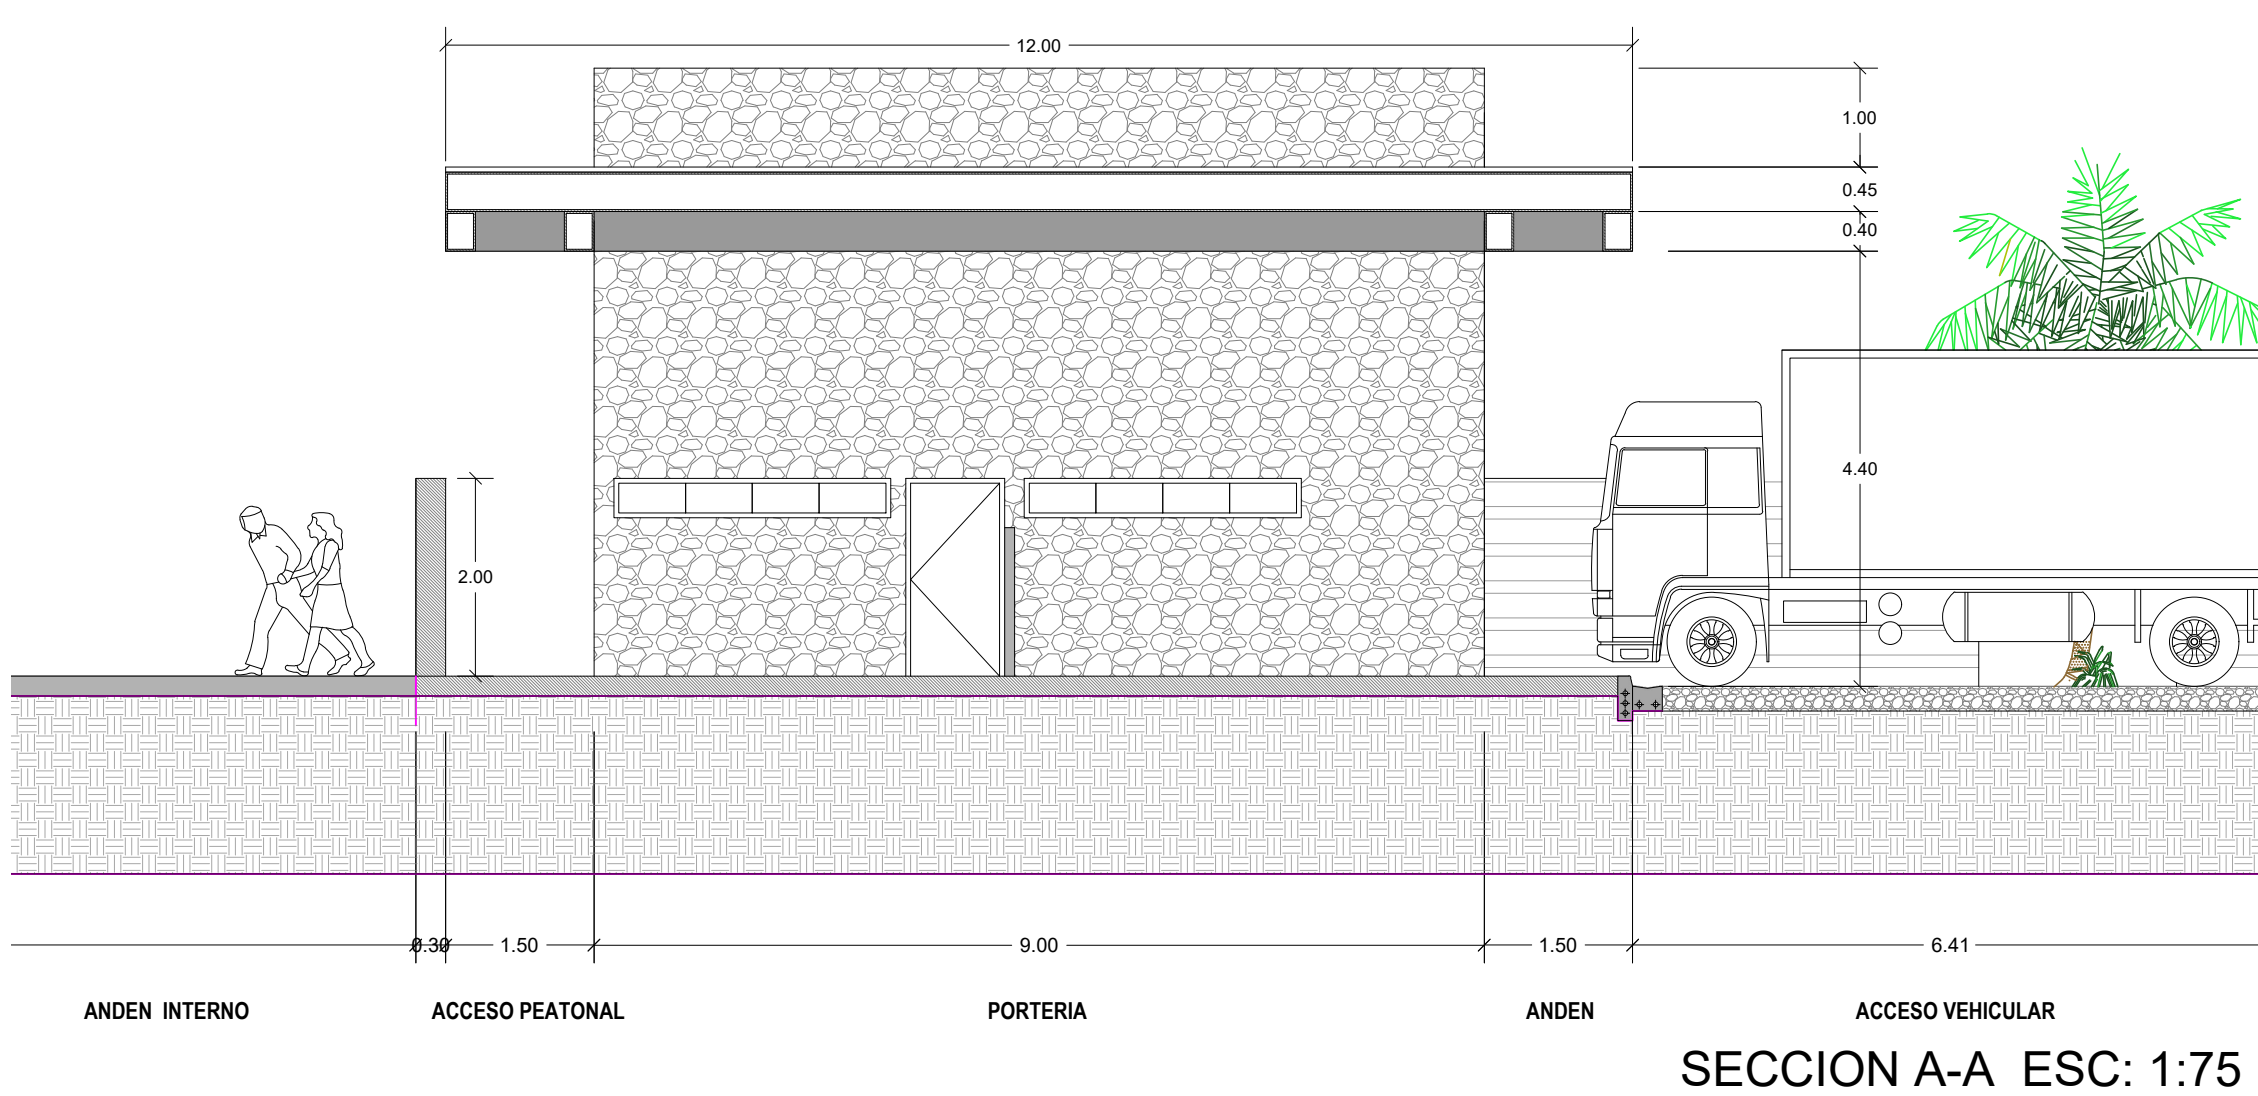 12.00
1.00
0.45
0.40
4.40
2.00
0.30
1.50
9.00
1.50
6.41
ANDEN INTERNO
ACCESO PEATONAL
PORTERIA
ANDEN
ACCESO VEHICULAR
SECCION A-A ESC: 1:75